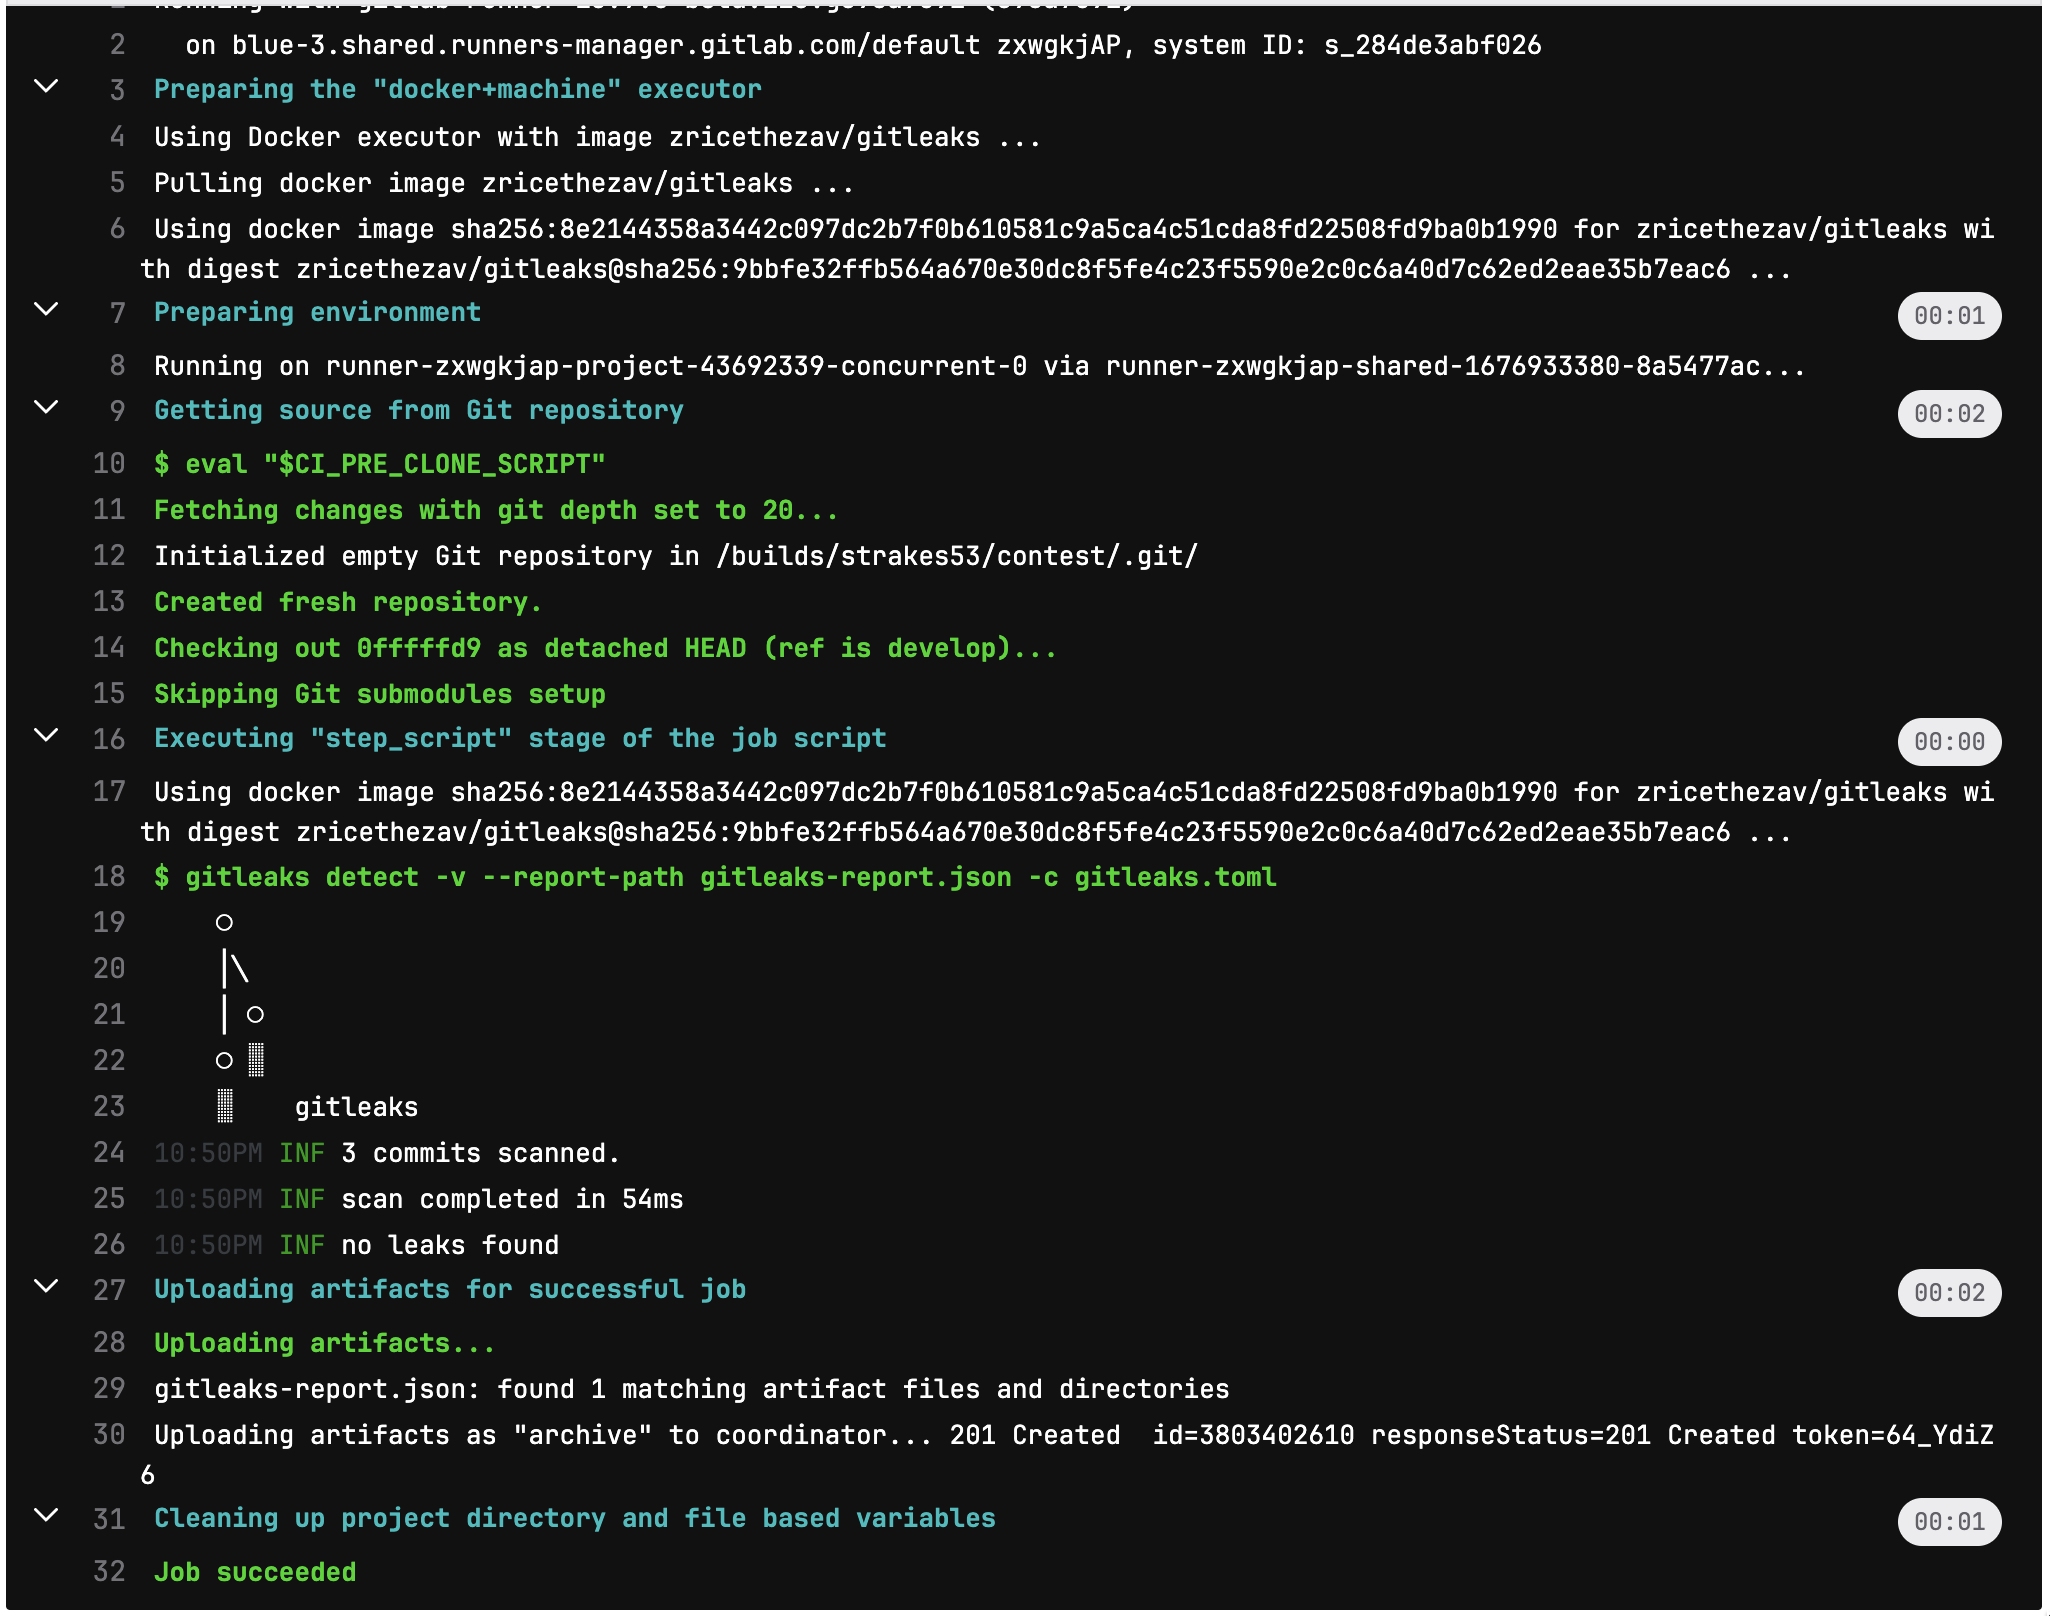 2 on blue-3.shared.runners-manager.gitlab.com/default zxwgkjAP, system ID: s_284de3abf026
3 Preparing the "docker+machine" executor
4 Using Docker executor with image zricethezav/gitleaks ...
5 Pulling docker image zricethezav/gitleaks ...
6 Using docker image sha256:8e2144358a3442c097dc2b7f0b610581c9a5ca4c51cda8fd22508fd9ba0b1990 for zricethezav/gitleaks wi
th digest zricethezav/gitleaks@sha256:9bbfe32ffb564a670e30dc8f5fe4c23f5590e2c0c6a40d7c62ed2eae35b7eac6 ...
7 Preparing environment 00:01
8 Running on runner-zxwgkjap-project-43692339-concurrent-0 via runner-zxwgkjap-shared-1676933380-8a5477ac...
9 Getting source from Git repository 00:02
10 $ eval "$CI_PRE_CLONE_SCRIPT"
11 Fetching changes with git depth set to 20...
12 Initialized empty Git repository in /builds/strakes53/contest/.git/
13 Created fresh repository.
14 Checking out 0fffffd9 as detached HEAD (ref is develop)...
15 Skipping Git submodules setup
16 Executing "step_script" stage of the job script 00:00
17 Using docker image sha256:8e2144358a3442c097dc2b7f0b610581c9a5ca4c51cda8fd22508fd9ba0b1990 for zricethezav/gitleaks wi
th digest zricethezav/gitleaks@sha256:9bbfe32ffb564a670e30dc8f5fe4c23f5590e2c0c6a40d7c62ed2eae35b7eac6 ...
18 $ gitleaks detect -v --report-path gitleaks-report.json -c gitleaks.toml
19 ○
20 │╲
21 │ ○
22 ○ ░
23 ░ gitleaks
24 10:50PM INF 3 commits scanned.
25 10:50PM INF scan completed in 54ms
26 10:50PM INF no leaks found
27 Uploading artifacts for successful job 00:02
28 Uploading artifacts...
29 gitleaks-report.json: found 1 matching artifact files and directories
30 Uploading artifacts as "archive" to coordinator... 201 Created  id=3803402610 responseStatus=201 Created token=64_YdiZ
6
31 Cleaning up project directory and file based variables 00:01
32 Job succeeded